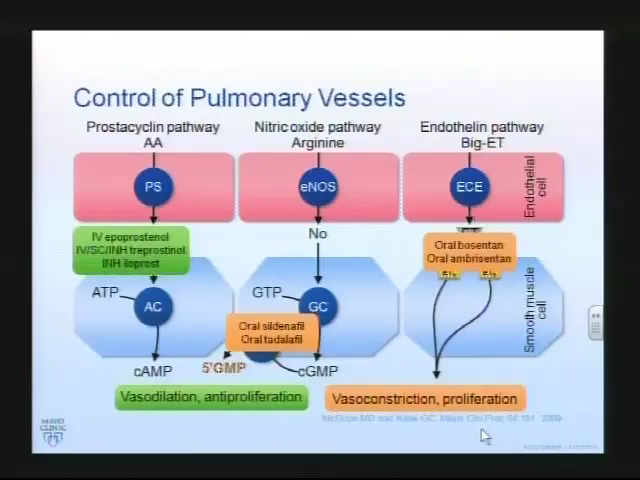 Control of Pulmonary Vessels
Prostacyclin pathway
AA
Nitric oxide pathway
Arginine
Endothelin pathway
Big-ET
PS
eNOS
ECE
Endothelial
cell
IV epoprostenol
IV/SC/INH treprostinol
INH iloprost
No
Oral bosentan
Oral ambrisentan
ATP
AC
GTP
GC
Smooth muscle
cell
Oral sildenafil
Oral tadalafil
cAMP
5'GMP
cGMP
Vasodilation, antiproliferation
Vasoconstriction, proliferation
MAYO
CLINIC